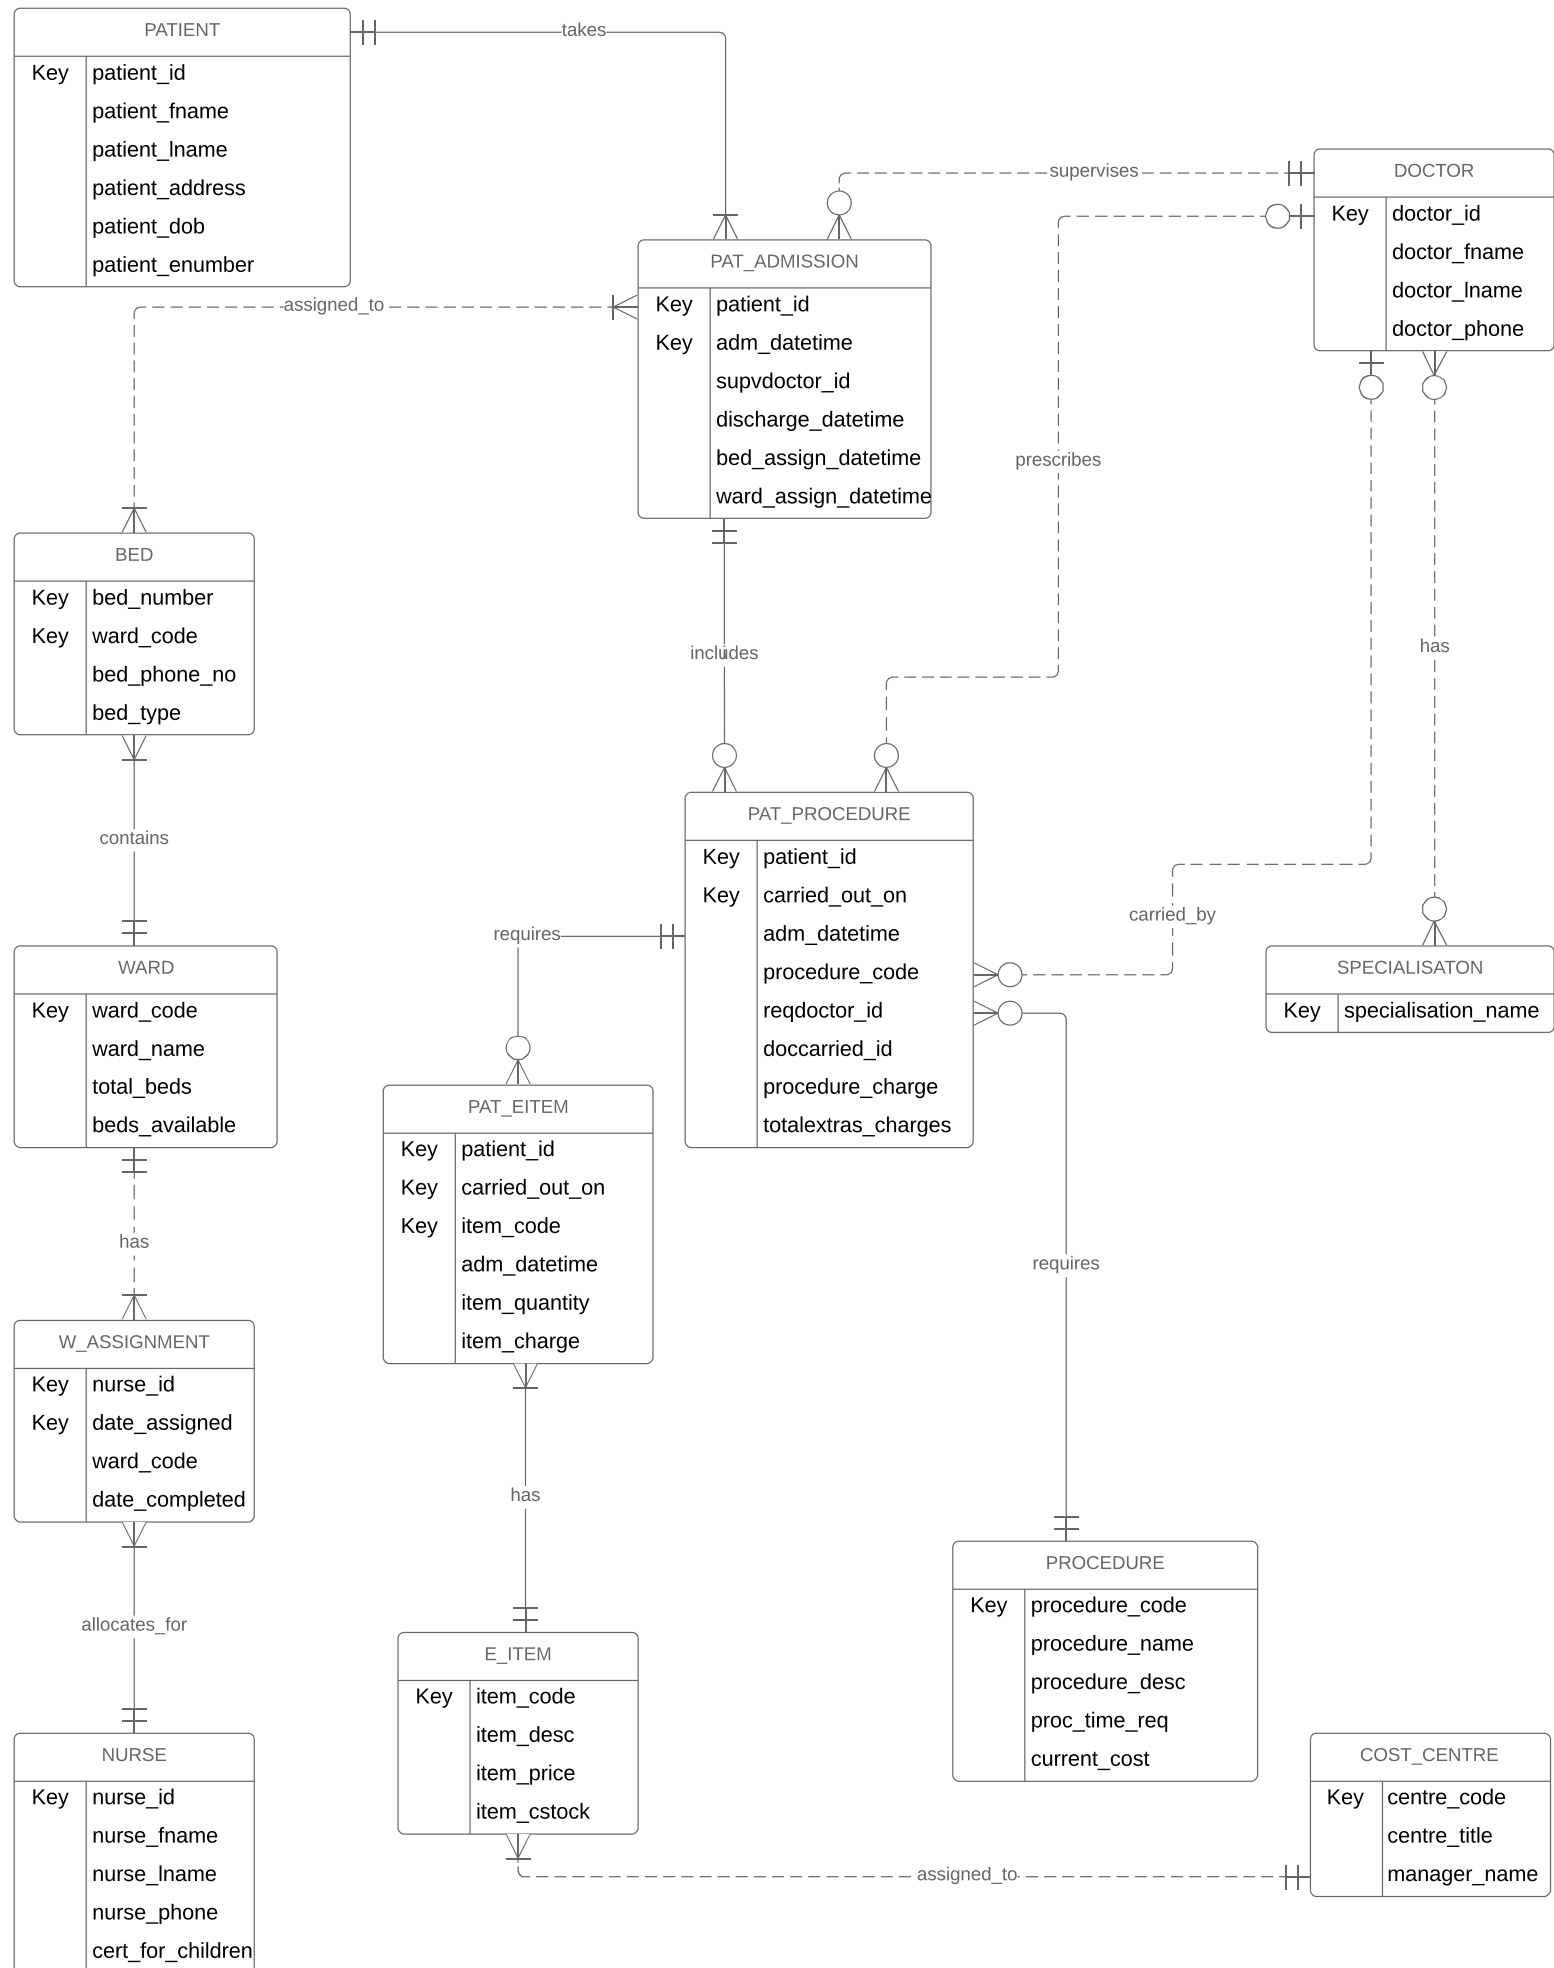 PATIENT
Key patient_id
patient_fname
patient_lname
patient_address
patient_dob
patient_enumber
takes
supervises
DOCTOR
Key doctor_id
doctor_fname
doctor_lname
doctor_phone
PAT_ADMISSION
Key patient_id
Key adm_datetime
supvdoctor_id
discharge_datetime
bed_assign_datetime
ward_assign_datetime
assigned_to
prescribes
BED
Key bed_number
Key ward_code
bed_phone_no
bed_type
includes
has
contains
PAT_PROCEDURE
Key patient_id
Key carried_out_on
adm_datetime
procedure_code
reqdoctor_id
doccarried_id
procedure_charge
totalextras_charges
carried_by
requires
WARD
Key ward_code
ward_name
total_beds
beds_available
SPECIALISATON
Key specialisation_name
PAT_EITEM
Key patient_id
Key carried_out_on
Key item_code
adm_datetime
item_quantity
item_charge
has
requires
W_ASSIGNMENT
Key nurse_id
Key date_assigned
ward_code
date_completed
has
allocates_for
PROCEDURE
Key procedure_code
procedure_name
procedure_desc
proc_time_req
current_cost
E_ITEM
Key item_code
item_desc
item_price
item_cstock
NURSE
Key nurse_id
nurse_fname
nurse_lname
nurse_phone
cert_for_children
COST_CENTRE
Key centre_code
centre_title
manager_name
assigned_to